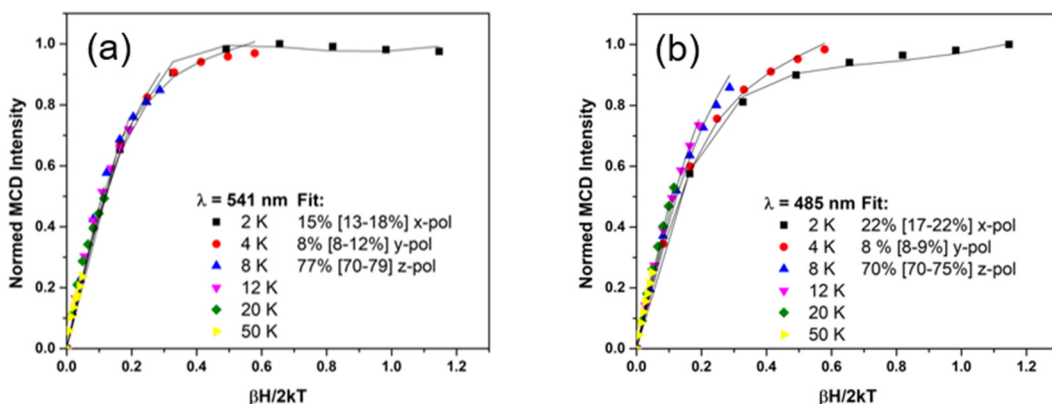 (a)
Normed MCD Intensity
1.0
0.8
0.6
0.4
0.2
0.0
λ = 541 nm Fit:
2 K 15% [13-18%] x-pol
4 K 8% [8-12%] y-pol
8 K 77% [70-79] z-pol
12 K
20 K
50 K
0.0 0.2 0.4 0.6 0.8 1.0 1.2
βH/2kT
(b)
Normed MCD Intensity
1.0
0.8
0.6
0.4
0.2
0.0
λ = 485 nm Fit:
2 K 22% [17-22%] x-pol
4 K 8 % [8-9%] y-pol
8 K 70% [70-75%] z-pol
12 K
20 K
50 K
0.0 0.2 0.4 0.6 0.8 1.0 1.2
βH/2kT